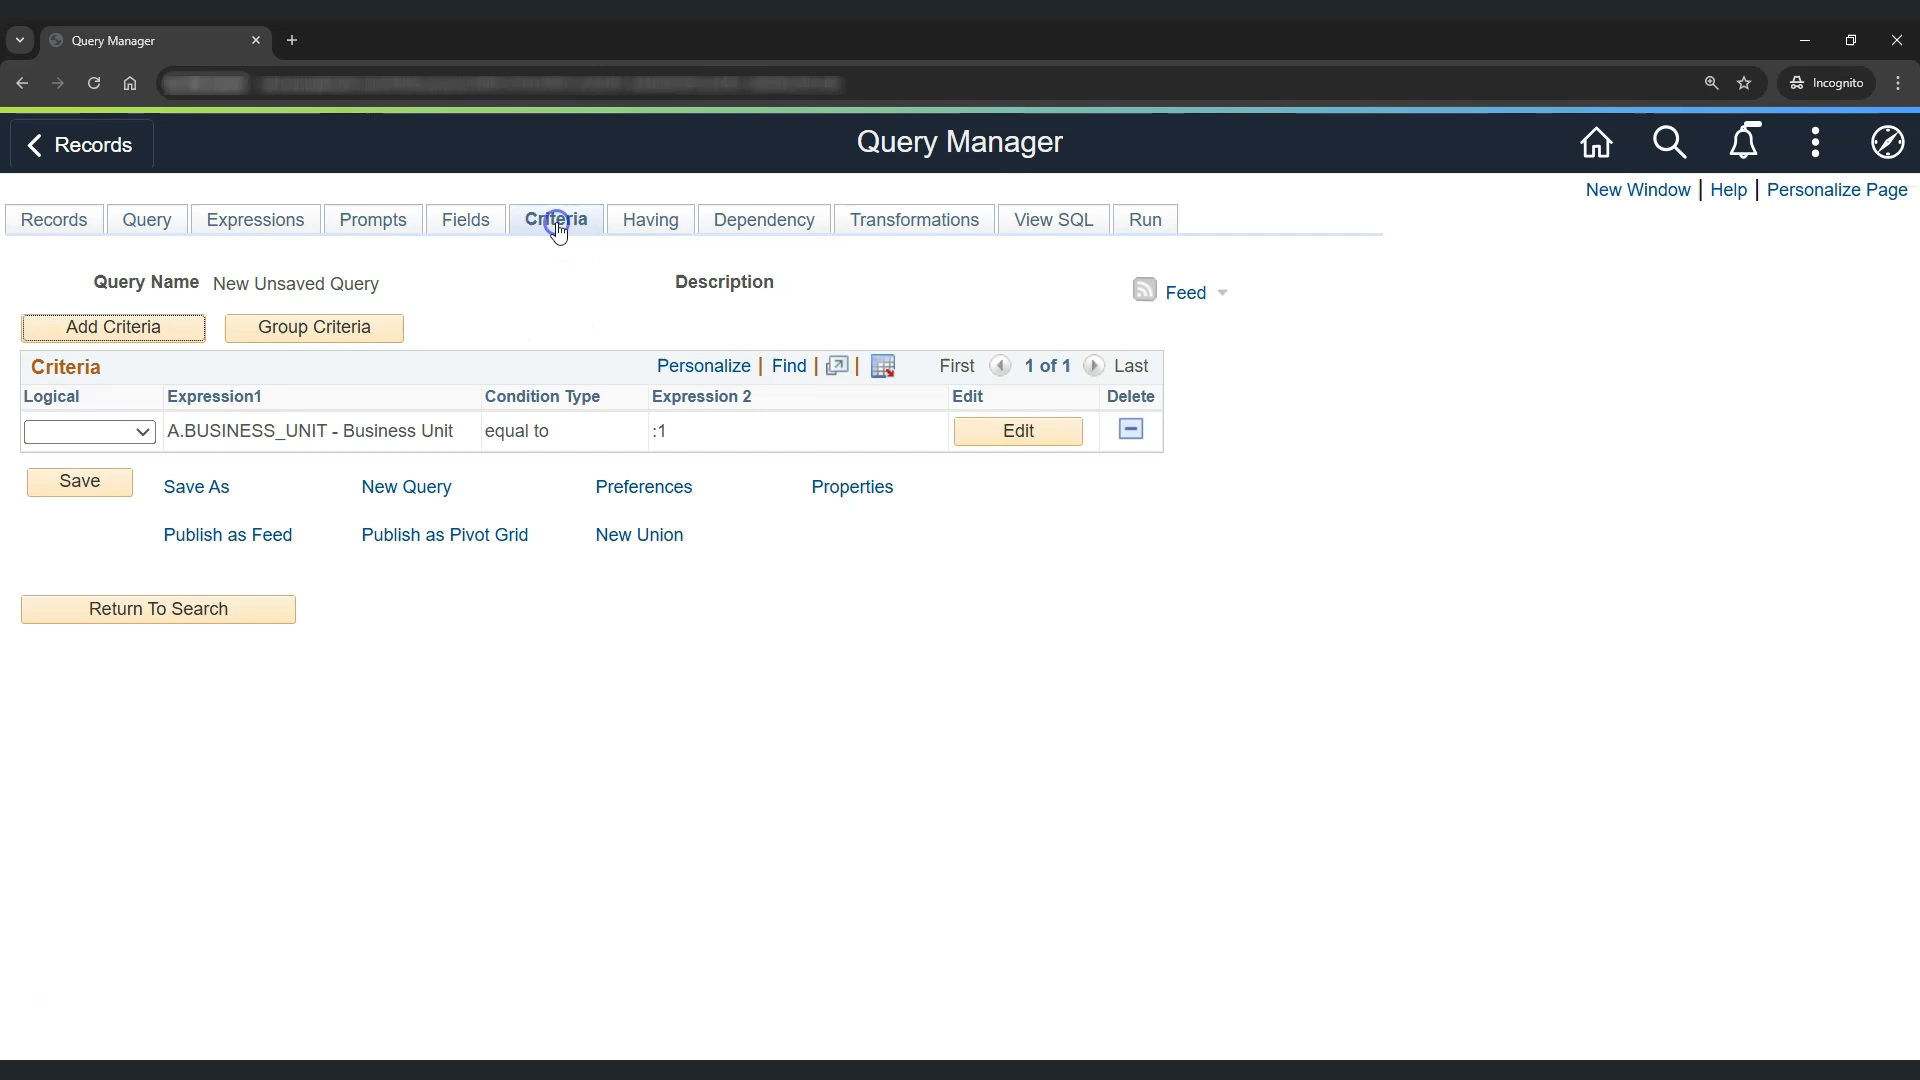 Query Manager
Incognito
Records
Query Manager
New Window | Help | Personalize Page
Records Query Expressions Prompts Fields Criteria Having Dependency Transformations View SQL Run
Query Name New Unsaved Query Description Feed
Add Criteria Group Criteria
Criteria Personalize | Find | | First 1 of 1 Last
Logical Expression1 Condition Type Expression 2 Edit Delete
A.BUSINESS_UNIT - Business Unit equal to :1 Edit
Save Save As New Query Preferences Properties
Publish as Feed Publish as Pivot Grid New Union
Return To Search